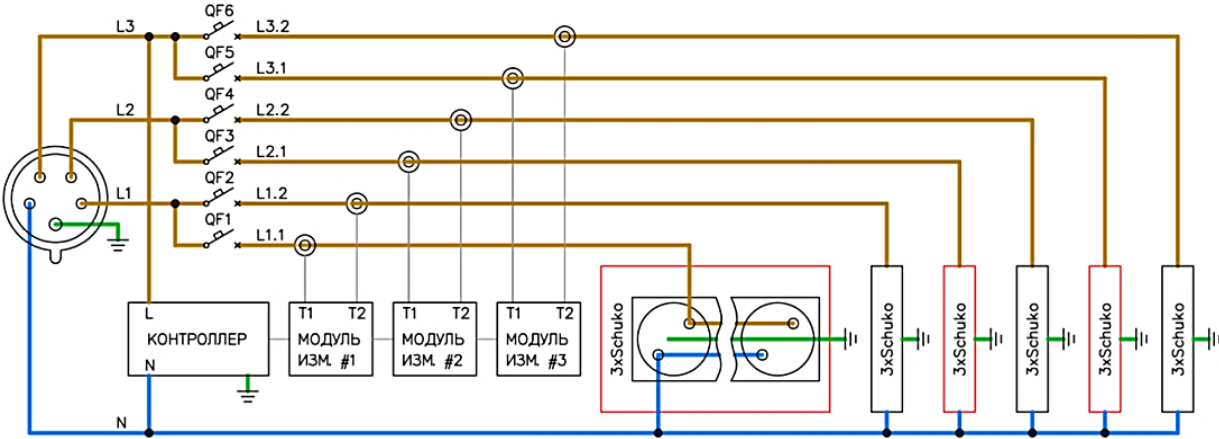 QF6
L3
L3.2
QF5
L3.1
QF4
L2
L2.2
QF3
L2.1
QF2
L1
L1.2
QF1
L1.1
L
КОНТРОЛЛЕР
N
T1 T2
МОДУЛЬ
ИЗМ. #1
T1 T2
МОДУЛЬ
ИЗМ. #2
T1 T2
МОДУЛЬ
ИЗМ. #3
3xSchuko
3xSchuko
3xSchuko
3xSchuko
3xSchuko
3xSchuko
N